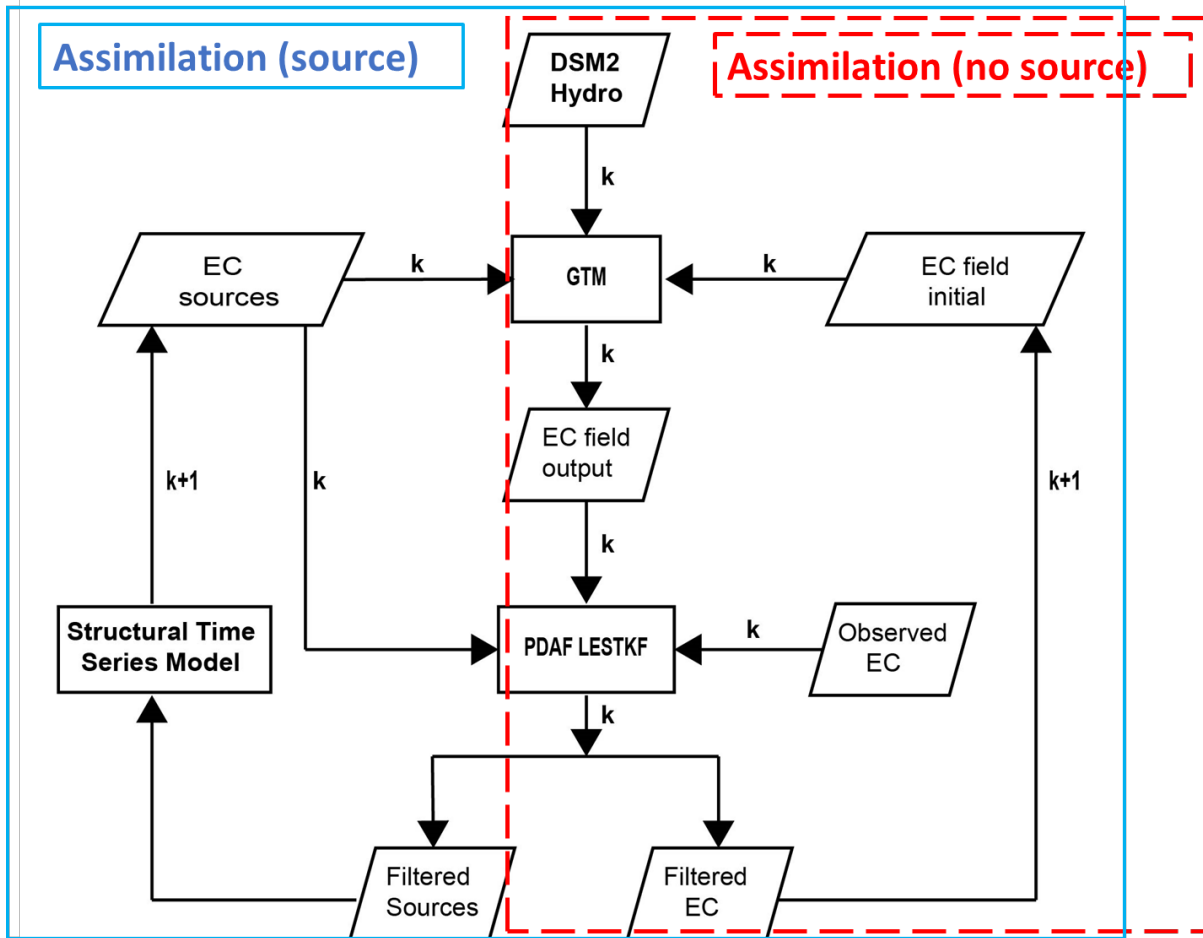 Assimilation (source)
DSM2
Hydro
Assimilation (no source)
k
EC
sources
k
GTM
k
EC field
initial
k
EC field
output
k+1
k
k+1
k
Structural Time
Series Model
PDAF LESTKF
k
Observed
EC
k
Filtered
Sources
Filtered
EC